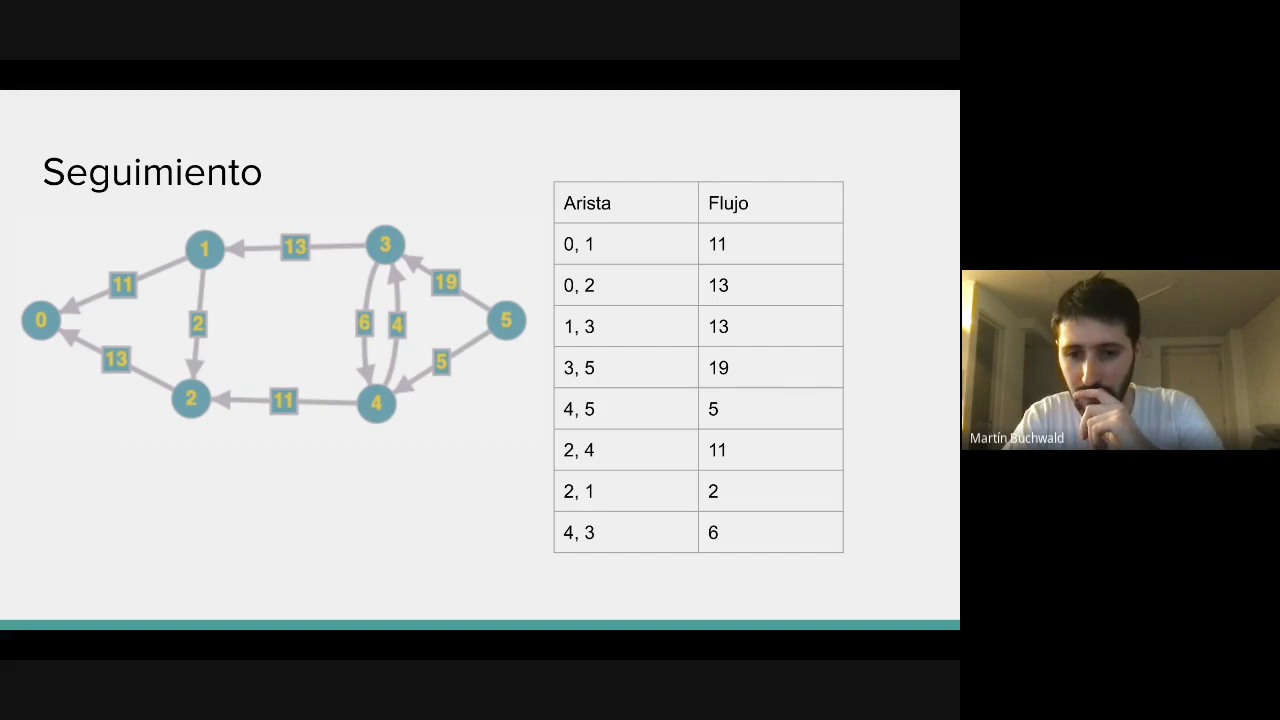 Seguimiento
1
13
3
11
19
0
2
6
4
5
13
5
2
11
4
Arista Flujo
0, 1 11
0, 2 13
1, 3 13
3, 5 19
4, 5 5
2, 4 11
2, 1 2
4, 3 6
Martín Buchwald